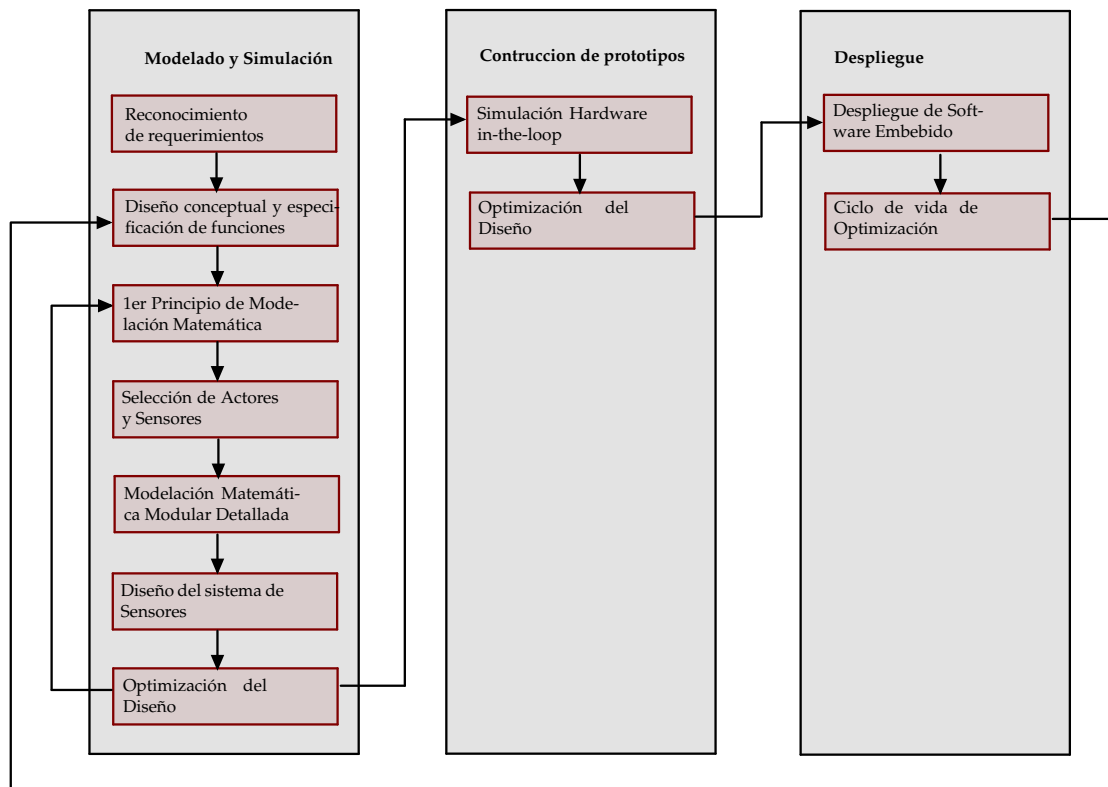 Modelado y Simulación
Reconocimiento
de requerimientos
Diseño conceptual y especi-
ficación de funciones
1er Principio de Mode-
lación Matemática
Selección de Actores
y Sensores
Modelación Matemáti-
ca Modular Detallada
Diseño del sistema de
Sensores
Optimización del
Diseño
Contruccion de prototipos
Simulación Hardware
in-the-loop
Optimización del
Diseño
Despliegue
Despliegue de Soft-
ware Embebido
Ciclo de vida de
Optimización